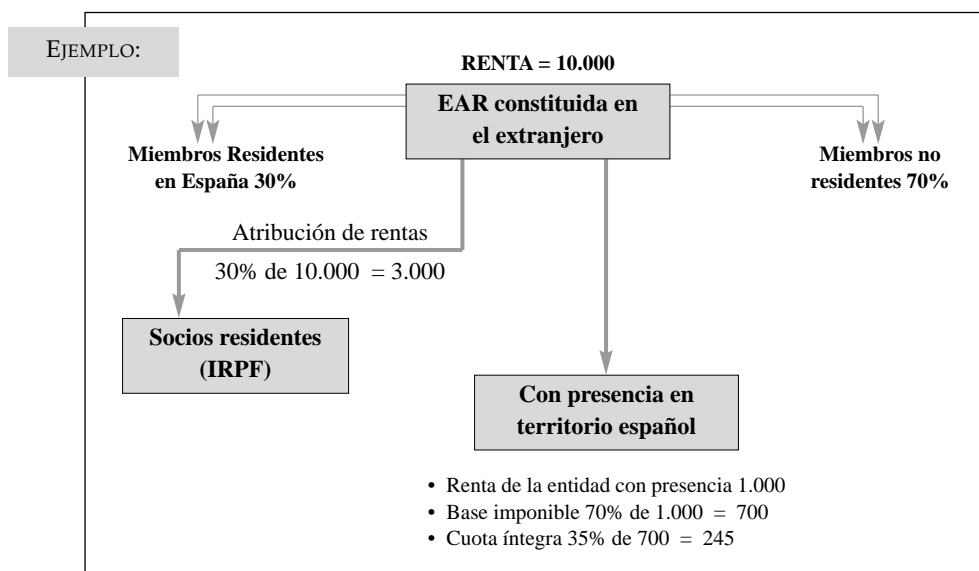 EJEMPLO:
RENTA = 10.000
EAR constituida en
el extranjero
Miembros Residentes
en España 30%
Miembros no
residentes 70%
Atribución de rentas
30% de 10.000 = 3.000
Socios residentes
(IRPF)
Con presencia en
territorio español
• Renta de la entidad con presencia 1.000
• Base imponible 70% de 1.000 = 700
• Cuota íntegra 35% de 700 = 245